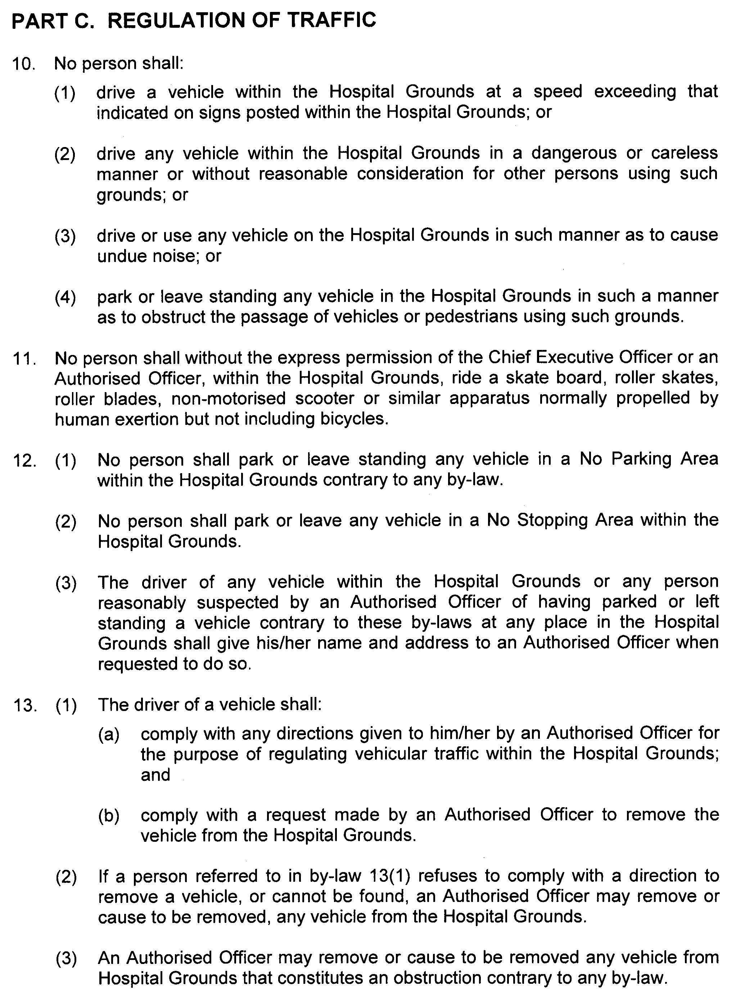 PART C. REGULATION OF TRAFFIC
10. No person shall:
(1) drive a vehicle within the Hospital Grounds at a speed exceeding that
indicated on signs posted within the Hospital Grounds; or
(2) drive any vehicle within the Hospital Grounds in a dangerous or careless
manner or without reasonable consideration for other persons using such
grounds; or
(3) drive or use any vehicle on the Hospital Grounds in such manner as to cause
undue noise; or
(4) park or leave standing any vehicle in the Hospital Grounds in such a manner
as to obstruct the passage of vehicles or pedestrians using such grounds.
11. No person shall without the express permission of the Chief Executive Officer or an
Authorised Officer, within the Hospital Grounds, ride a skate board, roller skates,
roller blades, non-motorised scooter or similar apparatus normally propelled by
human exertion but not including bicycles.
12. (1) No person shall park or leave standing any vehicle in a No Parking Area
within the Hospital Grounds contrary to any by-law.
(2) No person shall park or leave any vehicle in a No Stopping Area within the
Hospital Grounds.
(3) The driver of any vehicle within the Hospital Grounds or any person
reasonably suspected by an Authorised Officer of having parked or left
standing a vehicle contrary to these by-laws at any place in the Hospital
Grounds shall give his/her name and address to an Authorised Officer when
requested to do so.
13. (1) The driver of a vehicle shall:
(a) comply with any directions given to him/her by an Authorised Officer for
the purpose of regulating vehicular traffic within the Hospital Grounds;
and
(b) comply with a request made by an Authorised Officer to remove the
vehicle from the Hospital Grounds.
(2) If a person referred to in by-law 13(1) refuses to comply with a direction to
remove a vehicle, or cannot be found, an Authorised Officer may remove or
cause to be removed, any vehicle from the Hospital Grounds.
(3) An Authorised Officer may remove or cause to be removed any vehicle from
Hospital Grounds that constitutes an obstruction contrary to any by-law.